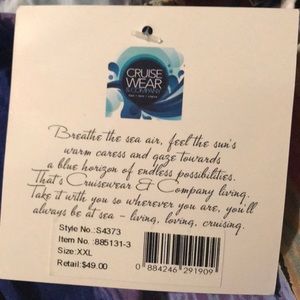 CRUISE
WEAR
& COMPANY
Breathe the sea air, feel the sun's
warm caress and gaze towards
a blue horizon of endless possibilities.
That's Cruisewear & Company living.
Take it with you so wherever you are, you'll
always be at sea - living, loving, cruising.
Style No.:S4373
Item No.:885131-3
Size:XXL
Retail:$49.00
0 884246 291909